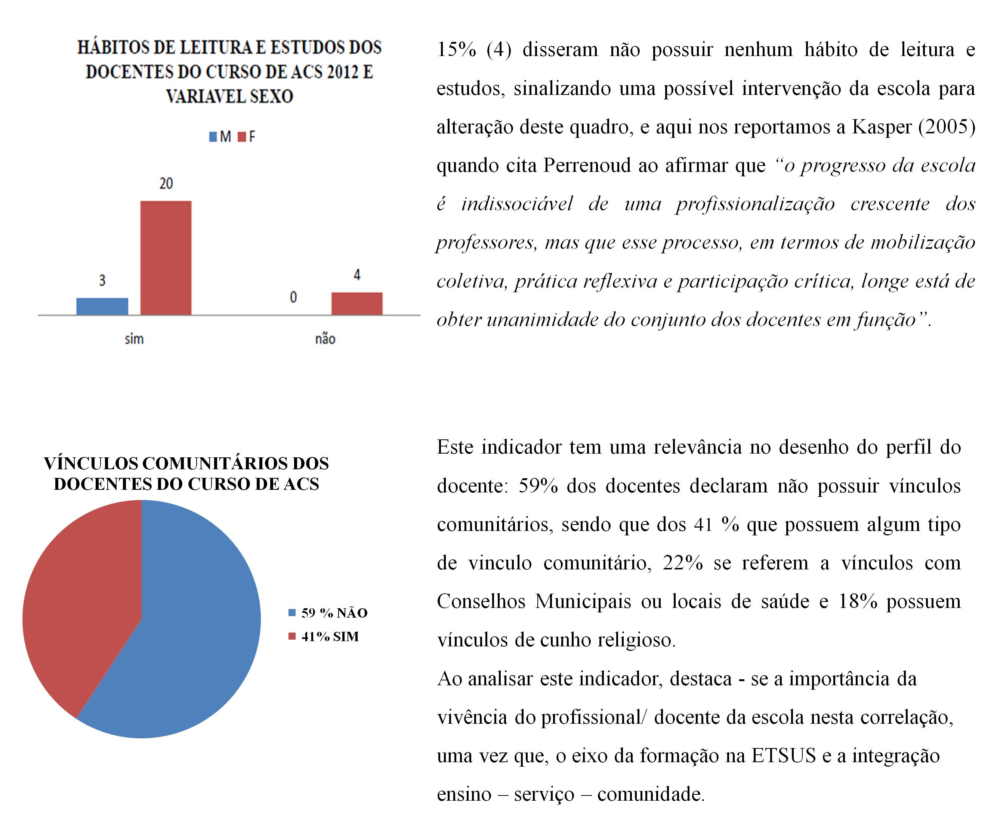 HÁBITOS DE LEITURA E ESTUDOS DOS
DOCENTES DO CURSO DE ACS 2012 E
VARIAVEL SEXO
M F
20
3
0
4
sim não
15% (4) disseram não possuir nenhum hábito de leitura e
estudos, sinalizando uma possível intervenção da escola para
alteração deste quadro, e aqui nos reportamos a Kasper (2005)
quando cita Perrenoud ao afirmar que “o progresso da escola
é indissociável de uma profissionalização crescente dos
professores, mas que esse processo, em termos de mobilização
coletiva, prática reflexiva e participação crítica, longe está de
obter unanimidade do conjunto dos docentes em função”.
VÍNCULOS COMUNITÁRIOS DOS
DOCENTES DO CURSO DE ACS
59 % NÃO
41% SIM
Este indicador tem uma relevância no desenho do perfil do
docente: 59% dos docentes declaram não possuir vínculos
comunitários, sendo que dos 41 % que possuem algum tipo
de vinculo comunitário, 22% se referem a vínculos com
Conselhos Municipais ou locais de saúde e 18% possuem
vínculos de cunho religioso.
Ao analisar este indicador, destaca - se a importância da
vivência do profissional/ docente da escola nesta correlação,
uma vez que, o eixo da formação na ETSUS e a integração
ensino – serviço – comunidade.